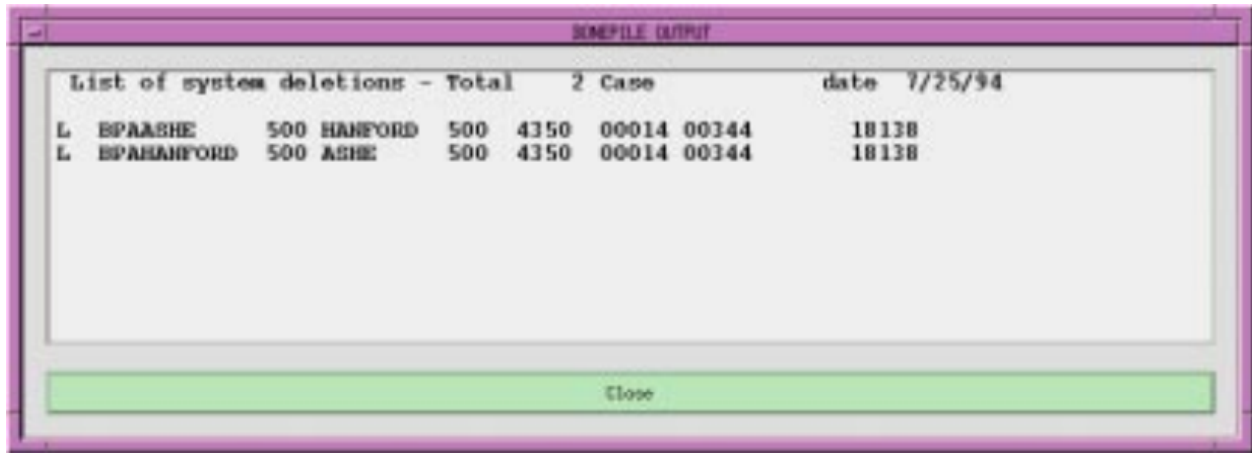 BONEPILE OUTPUT
List of system deletions - Total 2 Case date 7/25/94
L BPAASHE 500 HANFORD 500 4350 00014 00344 18138
L BPAHANFORD 500 ASHE 500 4350 00014 00344 18138
Close